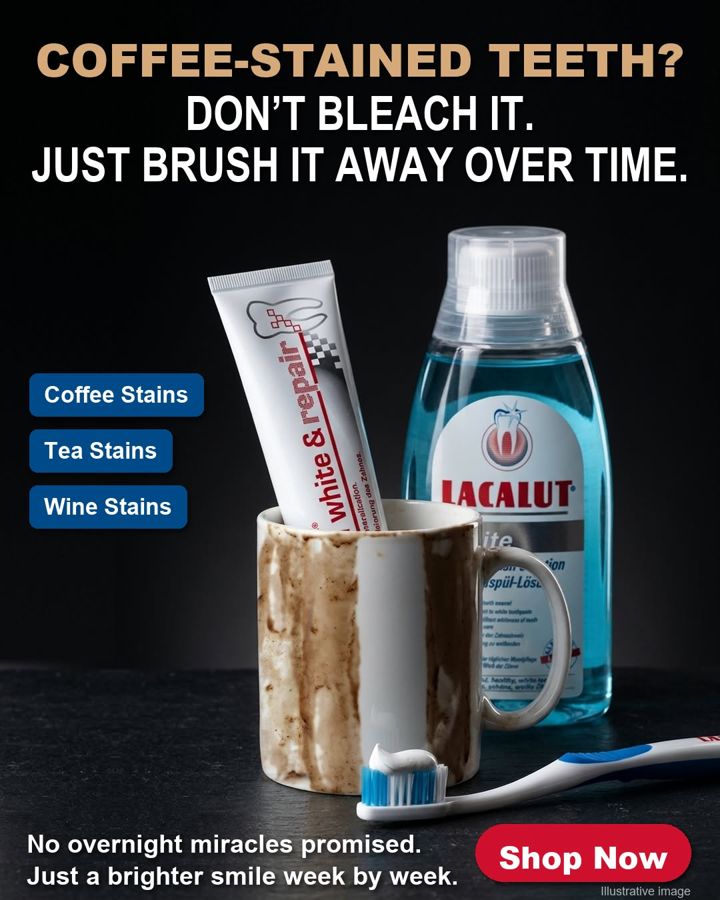 COFFEE-STAINED TEETH?
DON'T BLEACH IT.
JUST BRUSH IT AWAY OVER TIME.
white & repair
Coffee Stains
Tea Stains
Wine Stains
LACALUT
No overnight miracles promised.
Just a brighter smile week by week.
Shop Now
Illustrative image